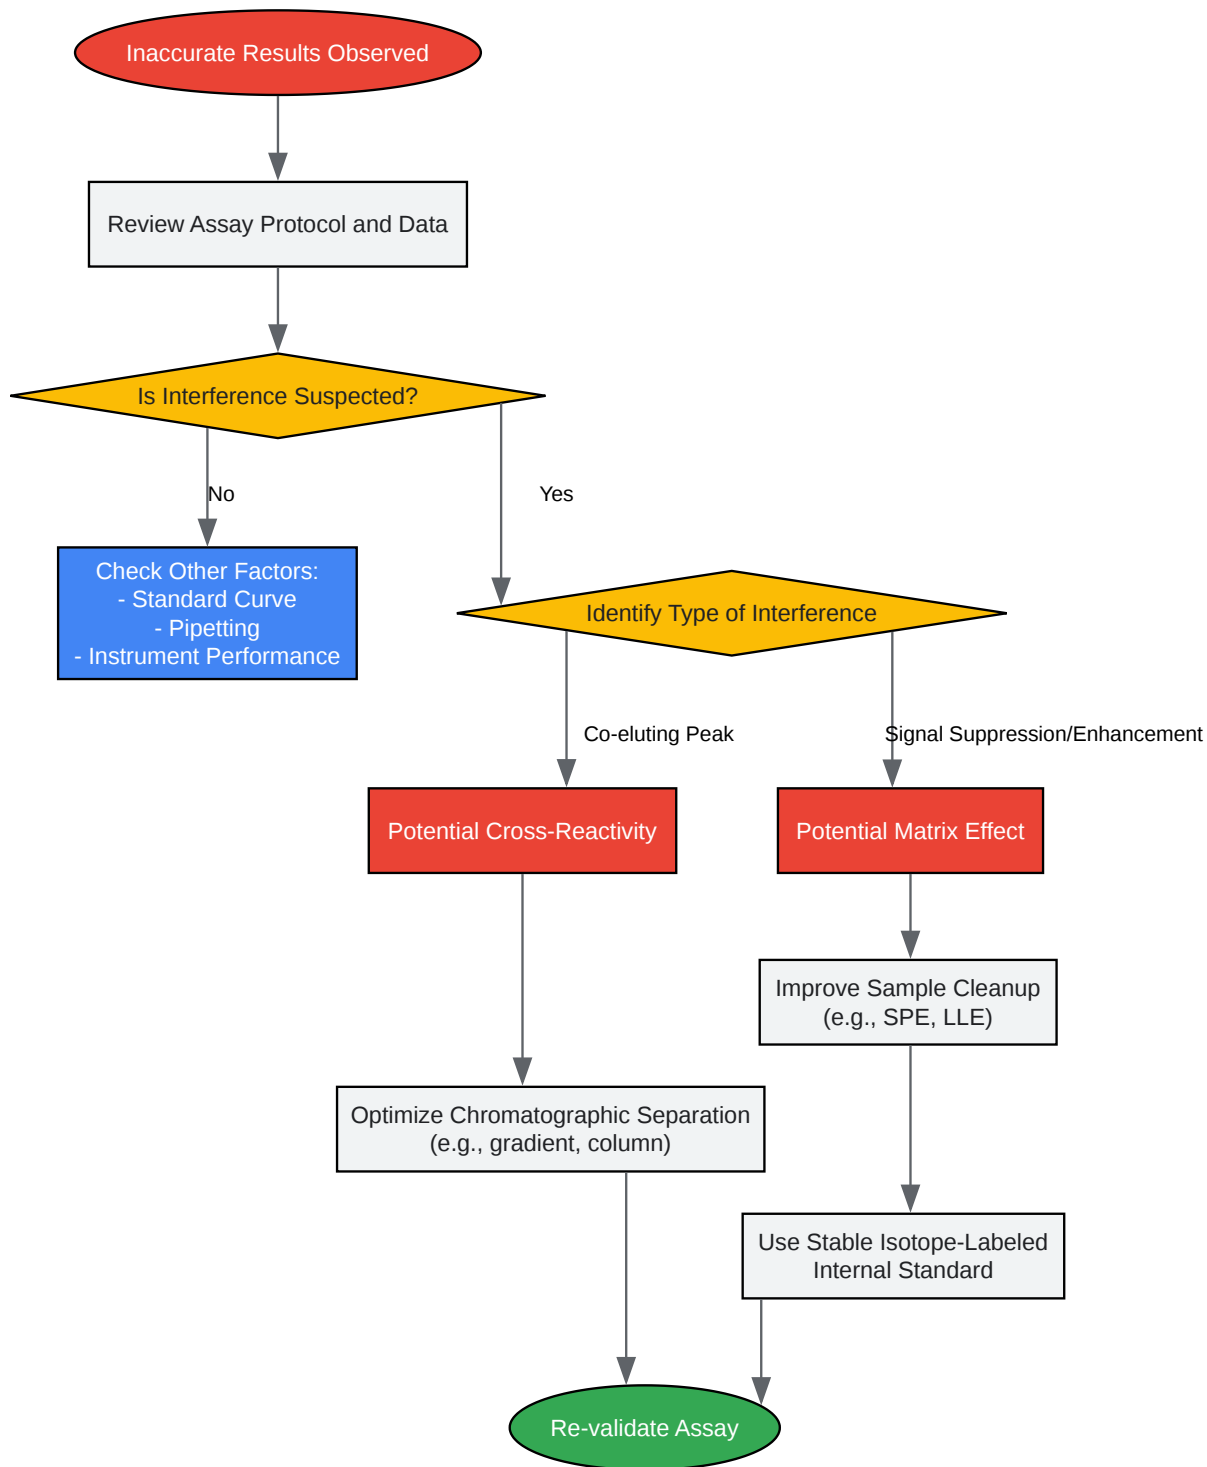 Inaccurate Results Observed
Review Assay Protocol and Data
Is Interference Suspected?
No
Yes
Check Other Factors:
- Standard Curve
- Pipetting
- Instrument Performance
Identify Type of Interference
Co-eluting Peak
Signal Suppression/Enhancement
Potential Cross-Reactivity
Potential Matrix Effect
Improve Sample Cleanup
(e.g., SPE, LLE)
Optimize Chromatographic Separation
(e.g., gradient, column)
Use Stable Isotope-Labeled
Internal Standard
Re-validate Assay